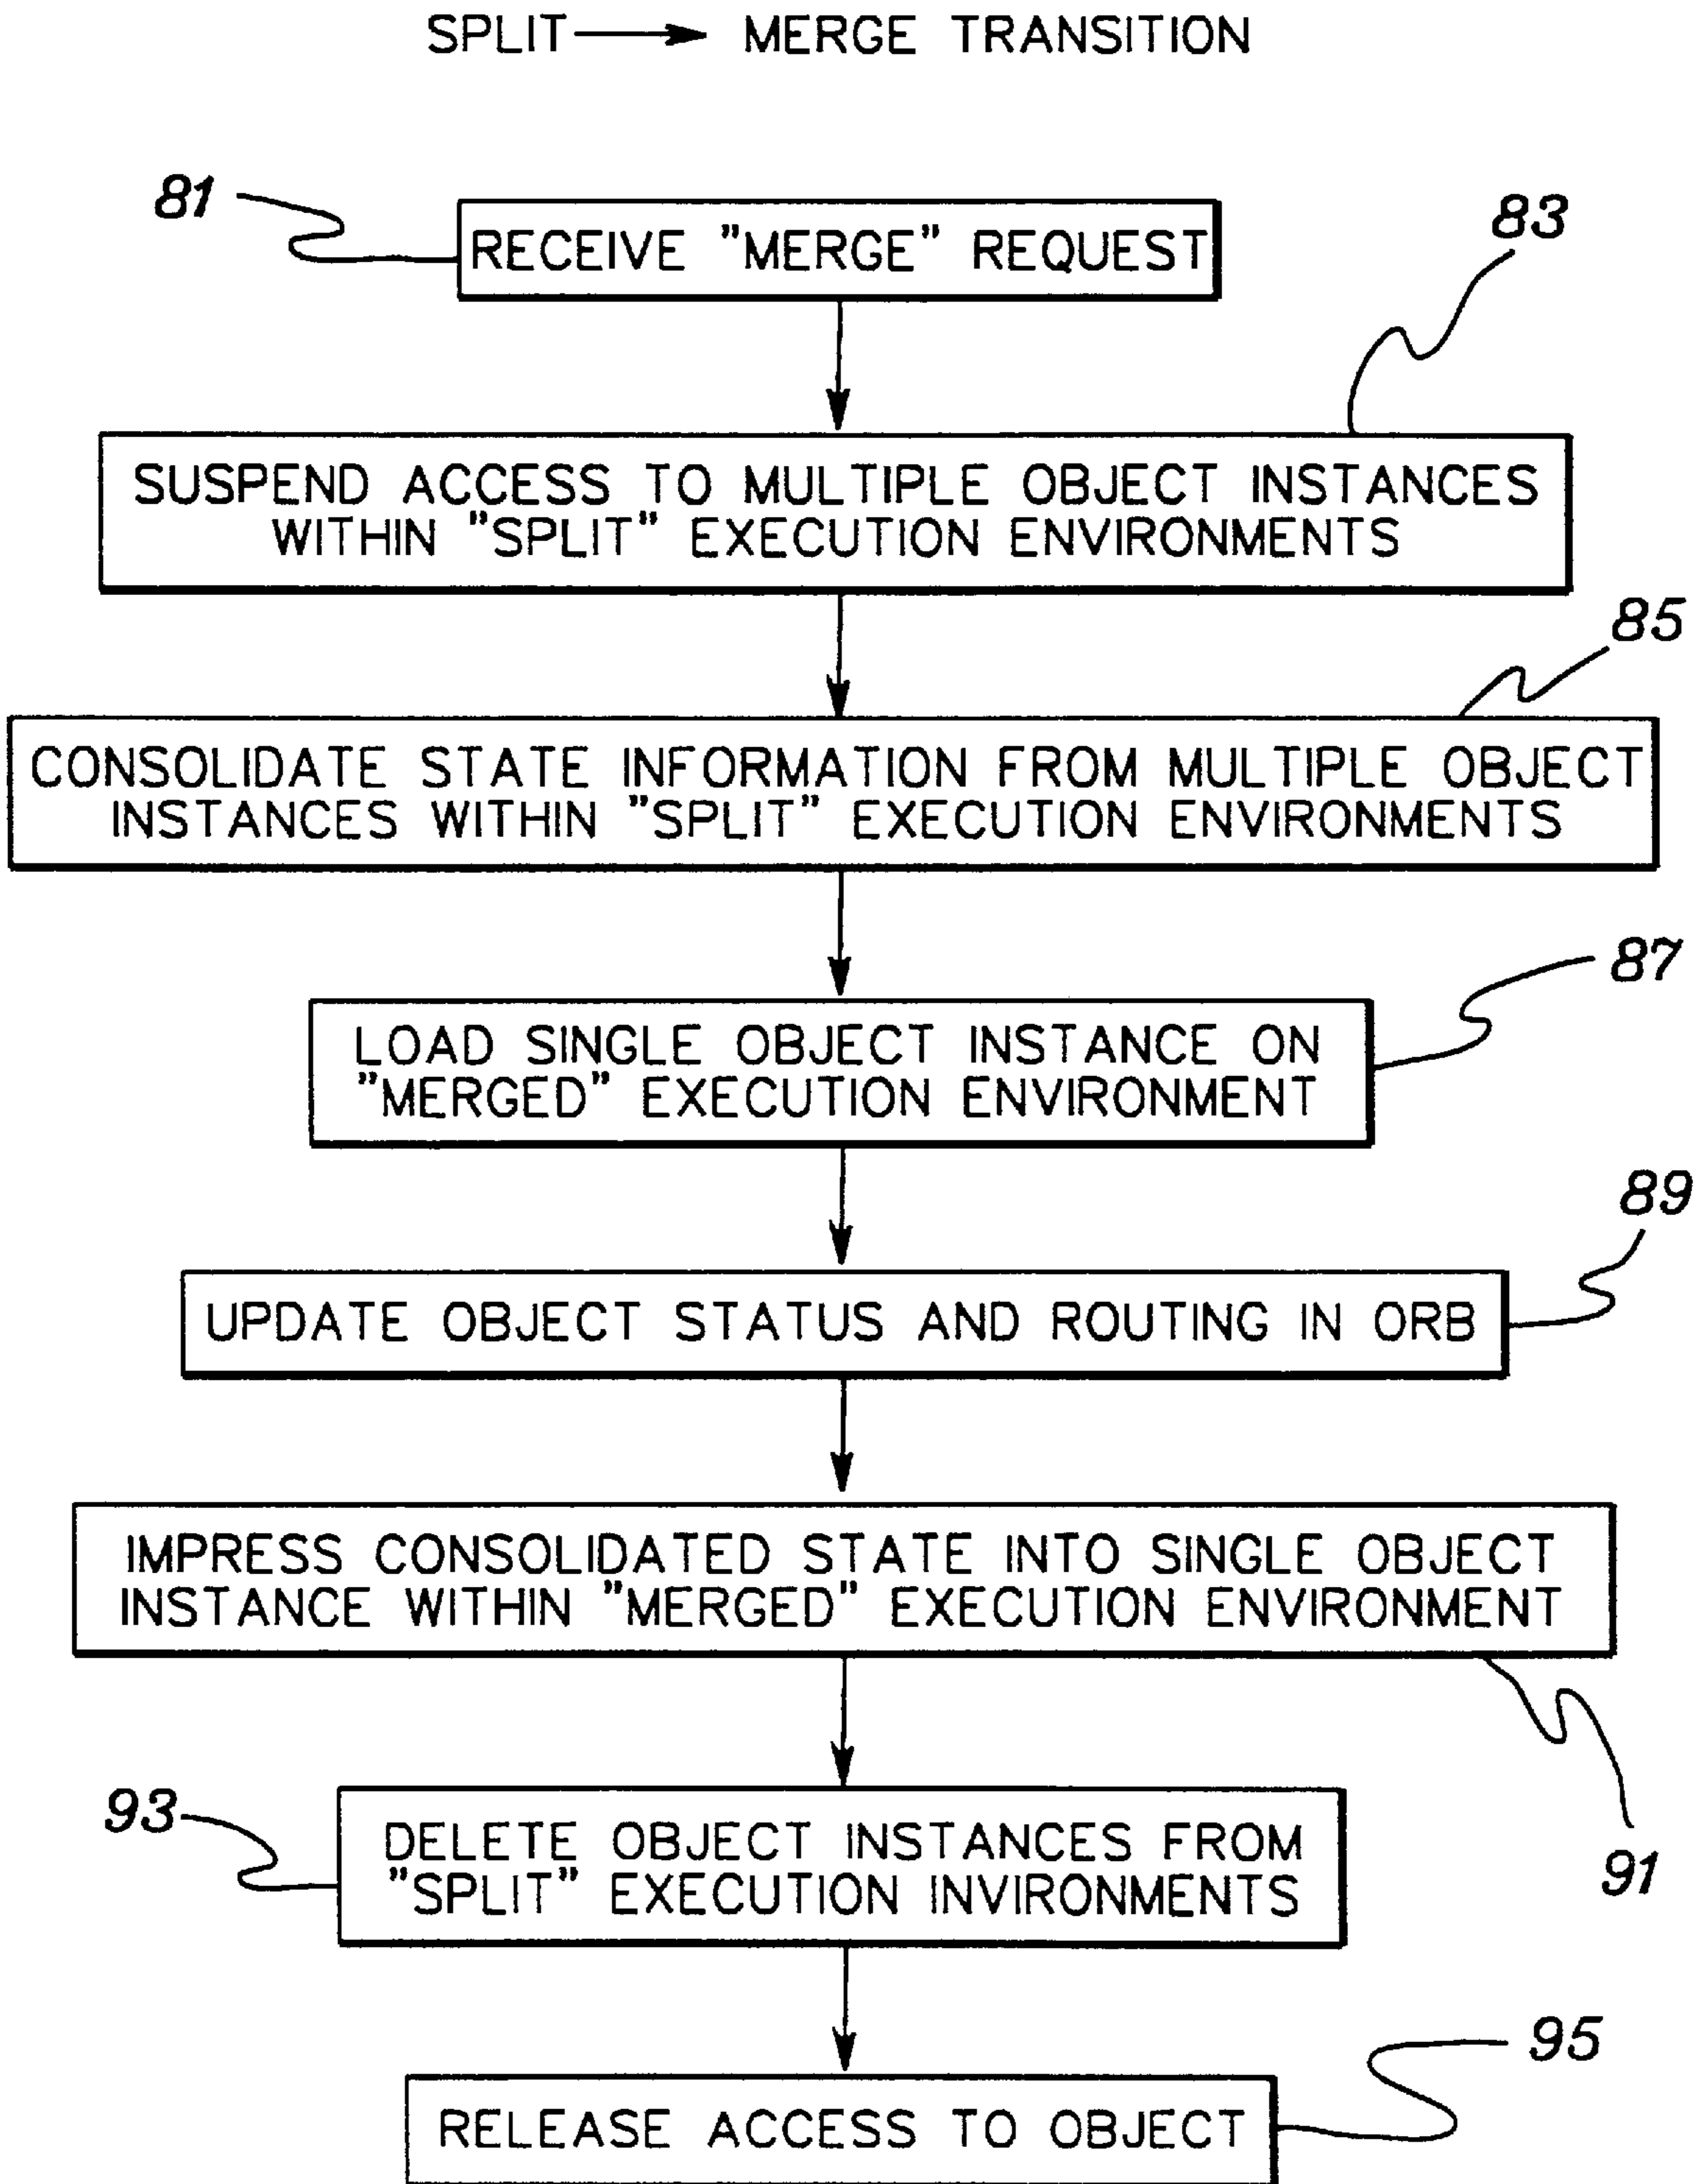 SPLIT MERGE TRANSITION
81
RECEIVE "MERGE" REQUEST
83
SUSPEND ACCESS TO MULTIPLE OBJECT INSTANCES
WITHIN "SPLIT" EXECUTION ENVIRONMENTS
85
CONSOLIDATE STATE INFORMATION FROM MULTIPLE OBJECT
INSTANCES WITHIN "SPLIT" EXECUTION ENVIRONMENTS
87
LOAD SINGLE OBJECT INSTANCE ON
"MERGED" EXECUTION ENVIRONMENT
89
UPDATE OBJECT STATUS AND ROUTING IN ORB
IMPRESS CONSOLIDATED STATE INTO SINGLE OBJECT
INSTANCE WITHIN "MERGED" EXECUTION ENVIRONMENT
91
93
DELETE OBJECT INSTANCES FROM
"SPLIT" EXECUTION INVIRONMENTS
95
RELEASE ACCESS TO OBJECT